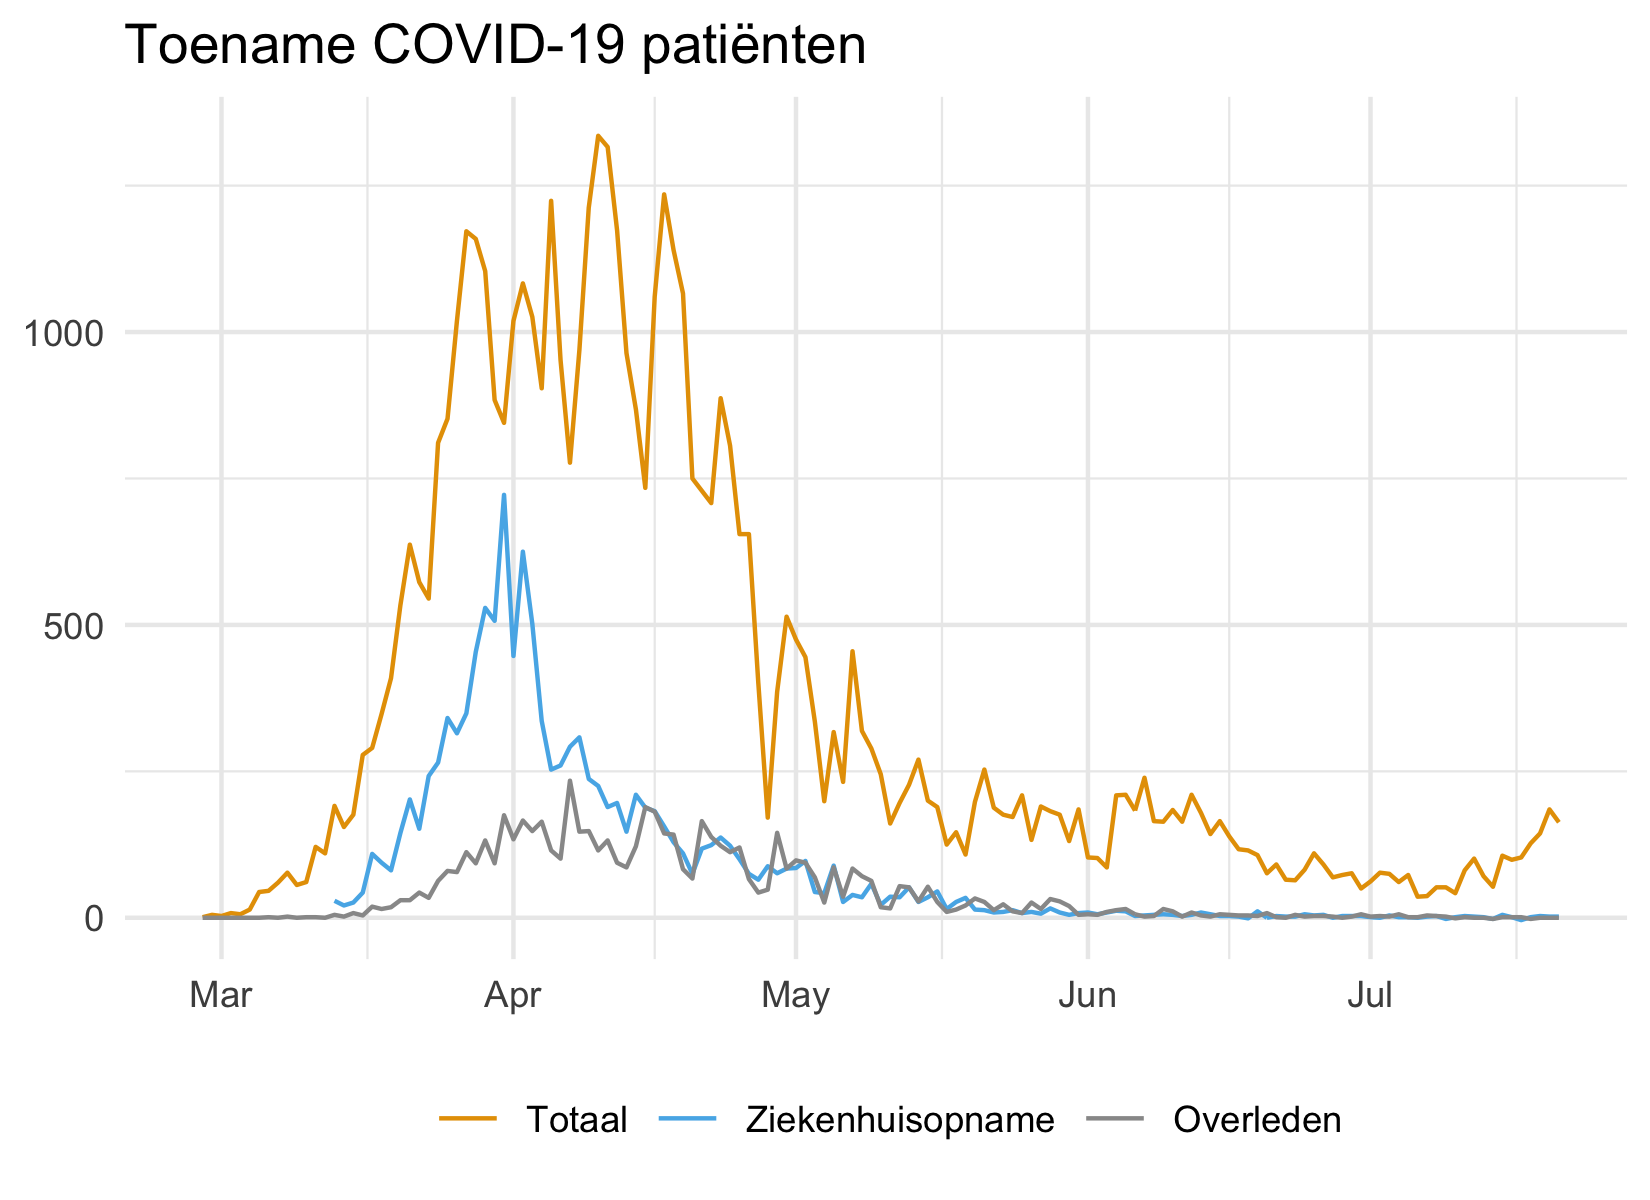 Toename COVID-19 patiënten
1000
500
0
Mar Apr May Jun Jul
Totaal Ziekenhuisopname Overleden